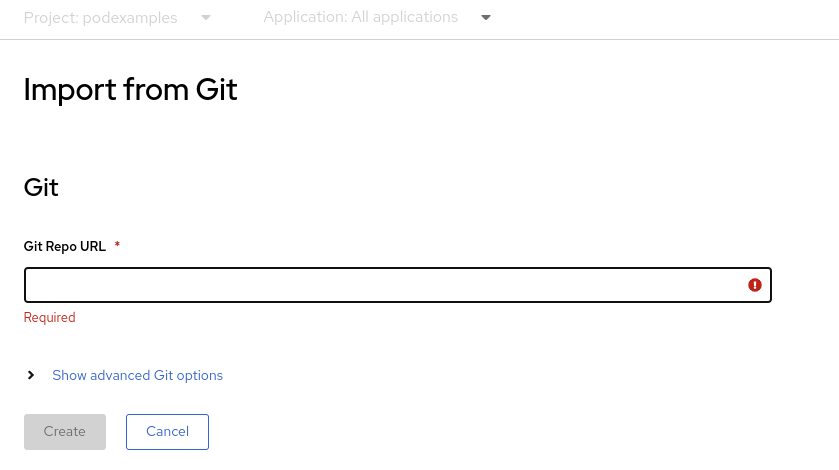 Project: podexamples Application: All applications
Import from Git
Git
Git Repo URL *
Required
Show advanced Git options
Create Cancel